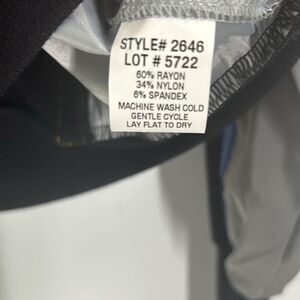 STYLE# 2646
LOT # 5722
60% RAYON
34% NYLON
6% SPANDEX
MACHINE WASH COLD
GENTLE CYCLE
LAY FLAT TO DRY